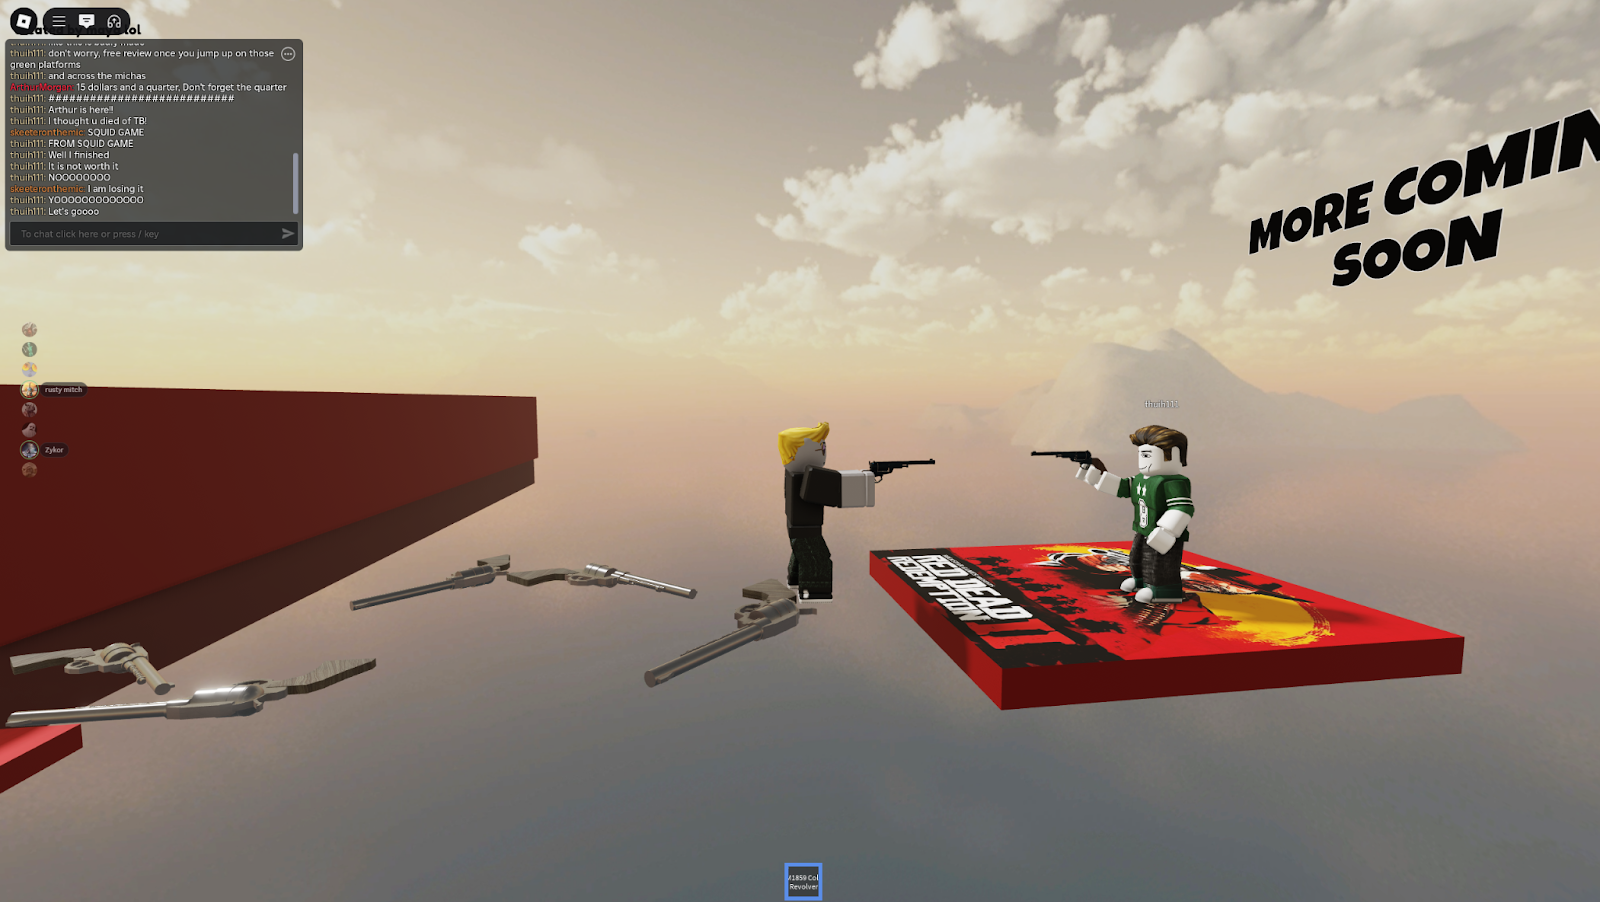 thuih111: don't worry, free review once you jump up on those
green platforms
thuih111: and across the michas
ArthurMorgan: 15 dollars and a quarter, Don't forget the quarter
thuih111: ###########################
thuih111: Arthur is here!!
thuih111: I thought u died of TB!
skeeteronthemic: SQUID GAME
thuih111: FROM SQUID GAME
thuih111: Well I finished
thuih111: It is not worth it
thuih111: NOOOOOOO
skeeteronthemic: I am losing it
thuih111: YOOOOOOOOOOOOO
thuih111: Let's goooo
To chat click here or press / key
MORE COMIN
SOON
rusty mitch
thuih111
Zykor
RED DEAD
REDEMPTION
II
M1859 Col
Revolver